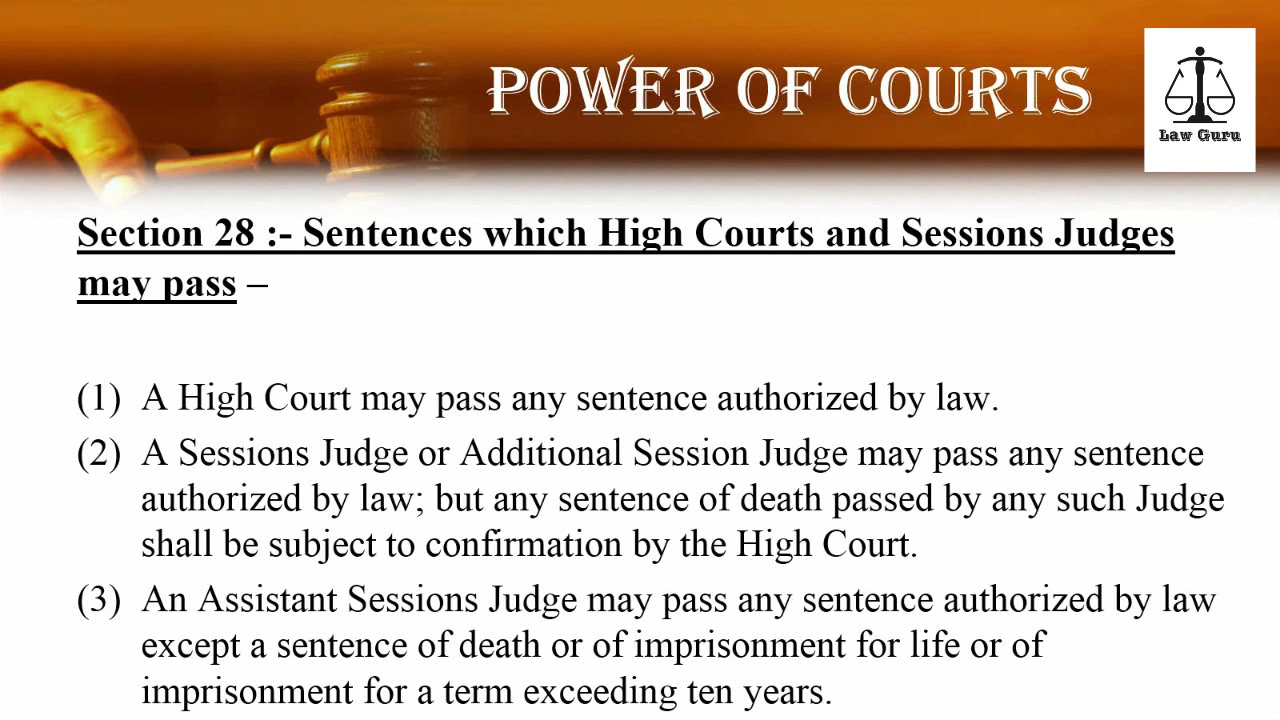 POWER OF COURTS
Law Guru
Section 28 :- Sentences which High Courts and Sessions Judges
may pass –
(1) A High Court may pass any sentence authorized by law.
(2) A Sessions Judge or Additional Session Judge may pass any sentence
authorized by law; but any sentence of death passed by any such Judge
shall be subject to confirmation by the High Court.
(3) An Assistant Sessions Judge may pass any sentence authorized by law
except a sentence of death or of imprisonment for life or of
imprisonment for a term exceeding ten years.